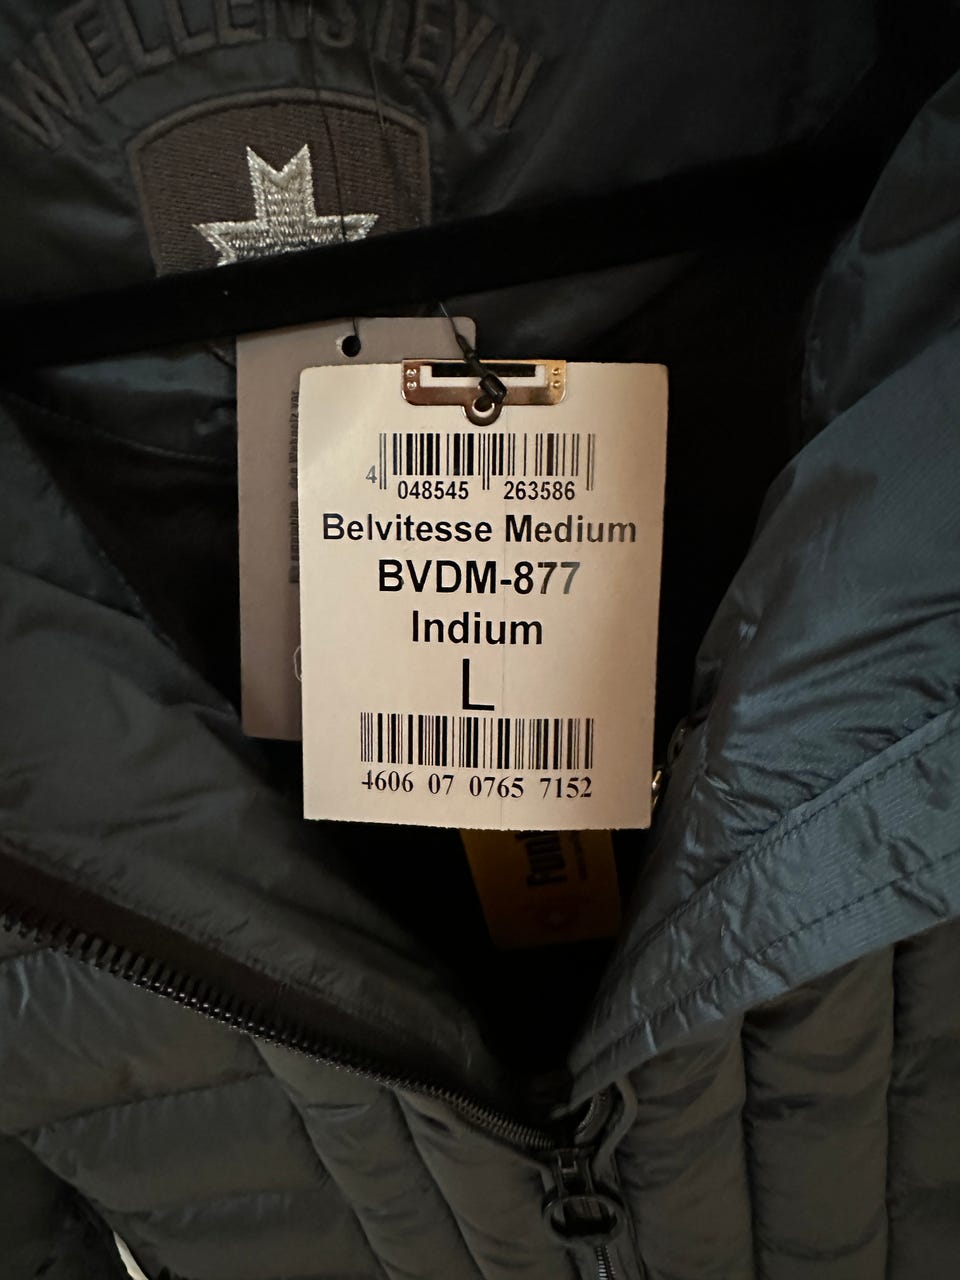 WELLENSTEYN
4 048545 263586
Belvitesse Medium
BVDM-877
Indium
L
4606 07 0765 7152